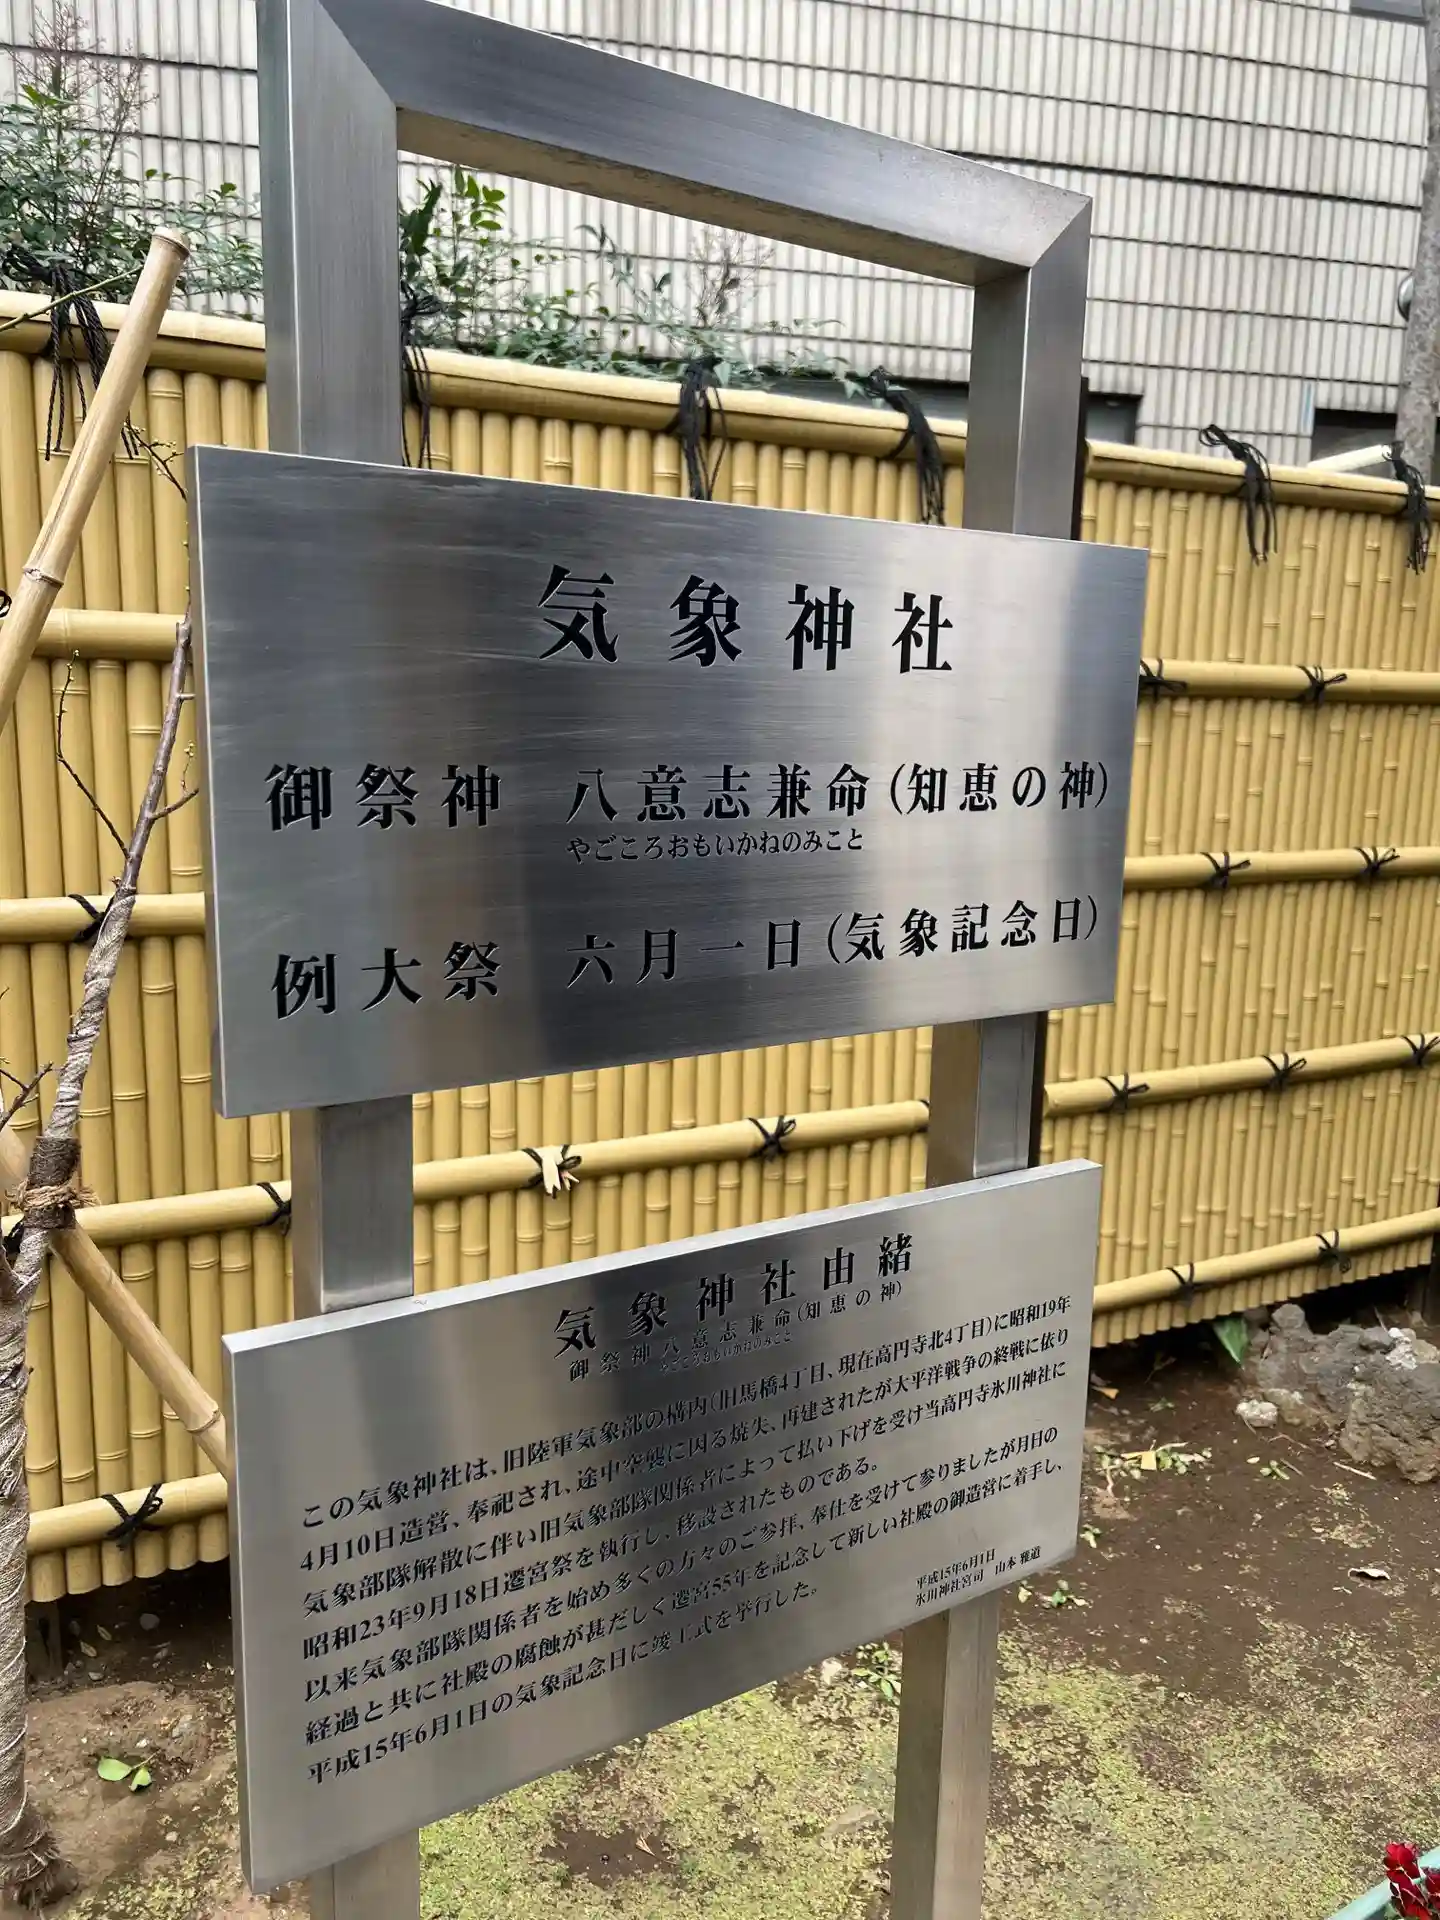 気象神社
御祭神 八意志兼命(知恵の神)
やごころおもいかねのみこと
例大祭 六月一日(気象記念日)
気象神社由緒
御祭神八意志兼命(知恵の神)
やごころおもいかねのみこと
この気象神社は、旧陸軍気象部の構内(旧馬橋4丁目、現在高円寺北4丁目)に昭和19年
4月10日造営、奉祀され、途中空襲に因る焼失、再建されたが大平洋戦争の終戦に依り
気象部隊解散に伴い旧気象部隊関係者によって払い下げを受け当高円寺氷川神社に
昭和23年9月18日遷宮祭を執行し、移設されたものである。
以来気象部隊関係者を始め多くの方々のご参拝、奉仕を受けて参りましたが月日の
経過と共に社殿の腐蝕が甚だしく遷宮55年を記念して新しい社殿の御造営に着手し、
平成15年6月1日の気象記念日に竣工式を挙行した。
平成15年6月1日
氷川神社宮司 山本 雅道